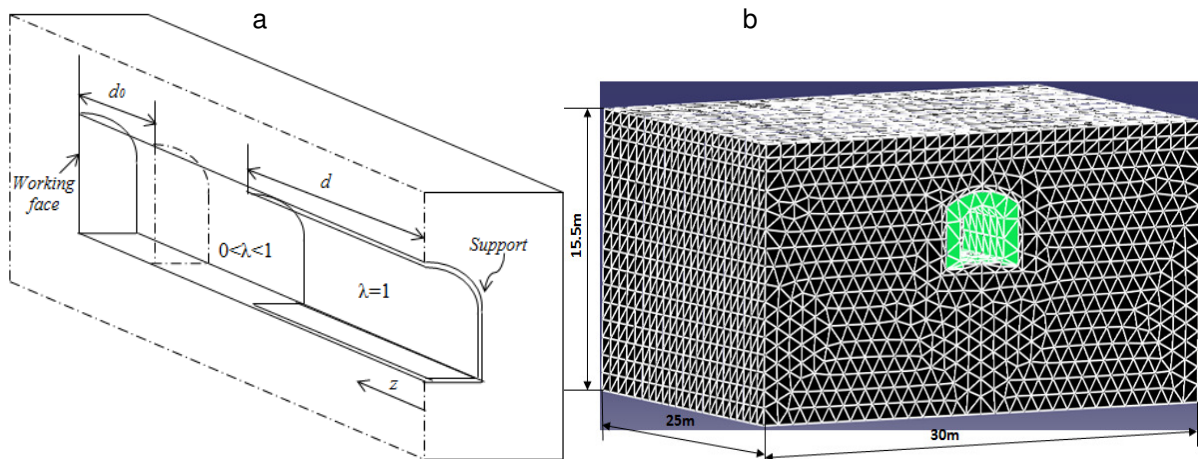 a
d₀
d
Working
face
0<λ<1
Support
λ=1
z
b
15.5m
25m
30m